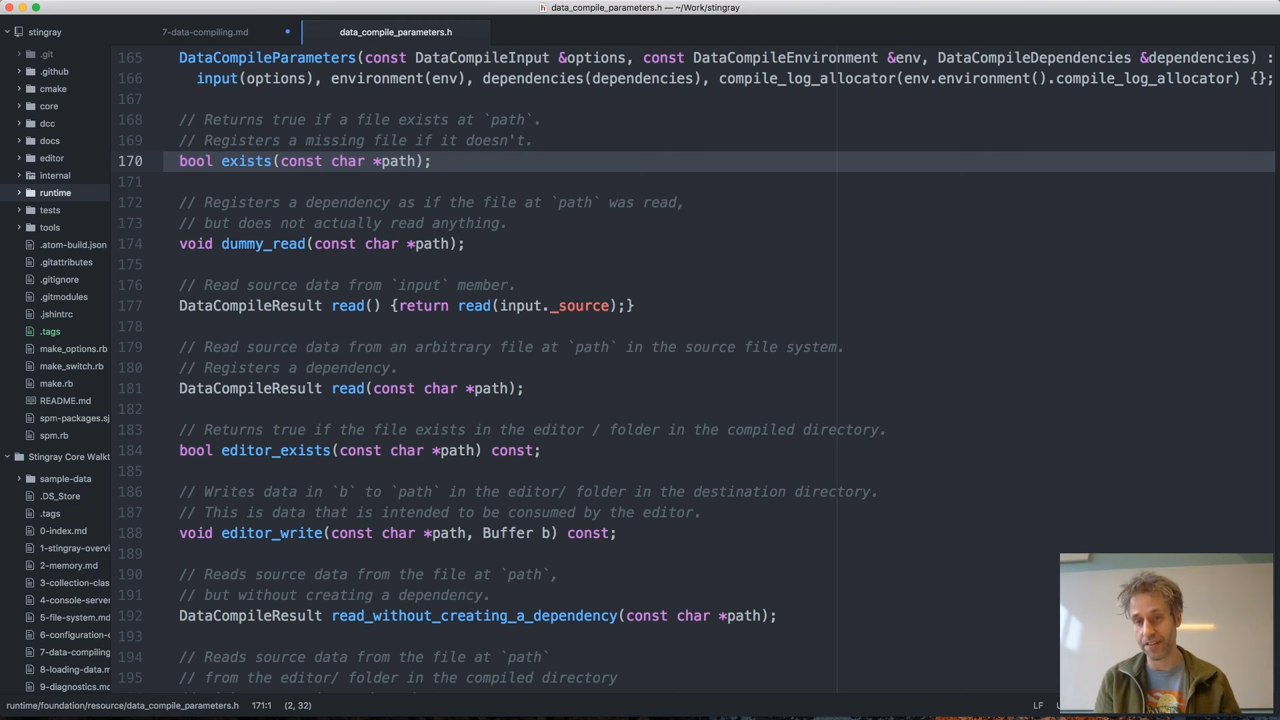 data_compile_parameters.h — ~/Work/stingray
stingray
7-data-compiling.md
data_compile_parameters.h
.git
.github
cmake
core
dcc
docs
editor
internal
runtime
tests
tools
.atom-build.json
.gitattributes
.gitignore
.gitmodules
.jshintrc
.tags
make_options.rb
make_switch.rb
make.rb
README.md
spm-packages.sj
spm.rb
Stingray Core Walkt
sample-data
.DS_Store
.tags
0-index.md
1-stingray-overvi
2-memory.md
3-collection-clas
4-console-server
5-file-system.md
6-configuration-
7-data-compiling
8-loading-data.m
9-diagnostics.md
165 DataCompileParameters(const DataCompileInput &options, const DataCompileEnvironment &env, DataCompileDependencies &dependencies) :
166 input(options), environment(env), dependencies(dependencies), compile_log_allocator(env.environment().compile_log_allocator) {};
167
168 // Returns true if a file exists at `path`.
169 // Registers a missing file if it doesn't.
170 bool exists(const char *path);
171
172 // Registers a dependency as if the file at `path` was read,
173 // but does not actually read anything.
174 void dummy_read(const char *path);
175
176 // Read source data from `input` member.
177 DataCompileResult read() {return read(input._source);}
178
179 // Read source data from an arbitrary file at `path` in the source file system.
180 // Registers a dependency.
181 DataCompileResult read(const char *path);
182
183 // Returns true if the file exists in the editor / folder in the compiled directory.
184 bool editor_exists(const char *path) const;
185
186 // Writes data in `b` to `path` in the editor/ folder in the destination directory.
187 // This is data that is intended to be consumed by the editor.
188 void editor_write(const char *path, Buffer b) const;
189
190 // Reads source data from the file at `path`,
191 // but without creating a dependency.
192 DataCompileResult read_without_creating_a_dependency(const char *path);
193
194 // Reads source data from the file at `path`
195 // from the editor/ folder in the compiled directory
runtime/foundation/resource/data_compile_parameters.h 171:1 (2, 32)
LF